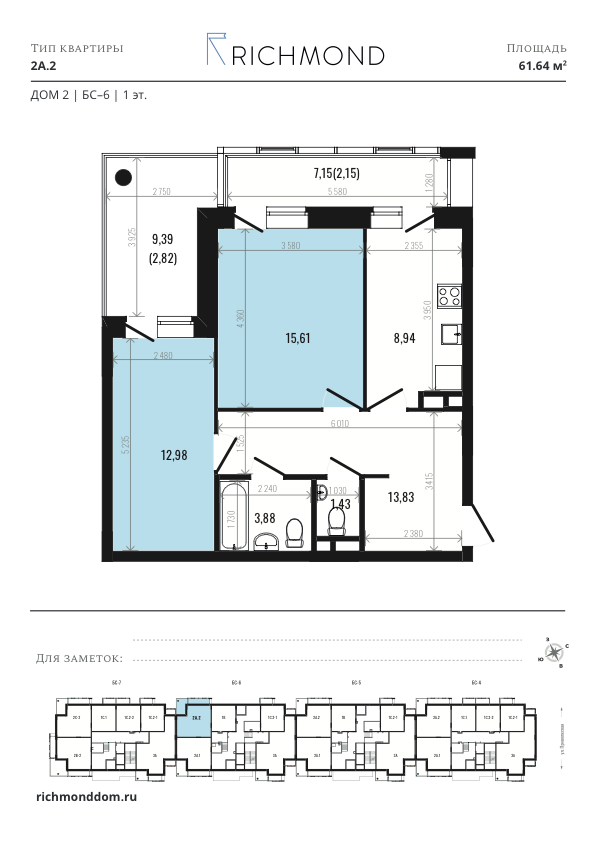 ТИП КВАРТИРЫ
2А.2
RICHMOND
ПЛОЩАДЬ
61.64 м²
ДОМ 2 | БС–6 | 1 эт.
7,15(2,15)
5 580
1 280
2 750
3 925
9,39
(2,82)
3 580
2 355
4 360
15,61
8,94
3 950
2 480
5 235
12,98
6 010
1 525
2 240
1 030
1 730
3,88
1,43
13,83
3 415
2 380
ДЛЯ ЗАМЕТОК:
З
С
Ю
В
БС-7
БС-6
БС-5
БС-4
2А.2
richmonddom.ru